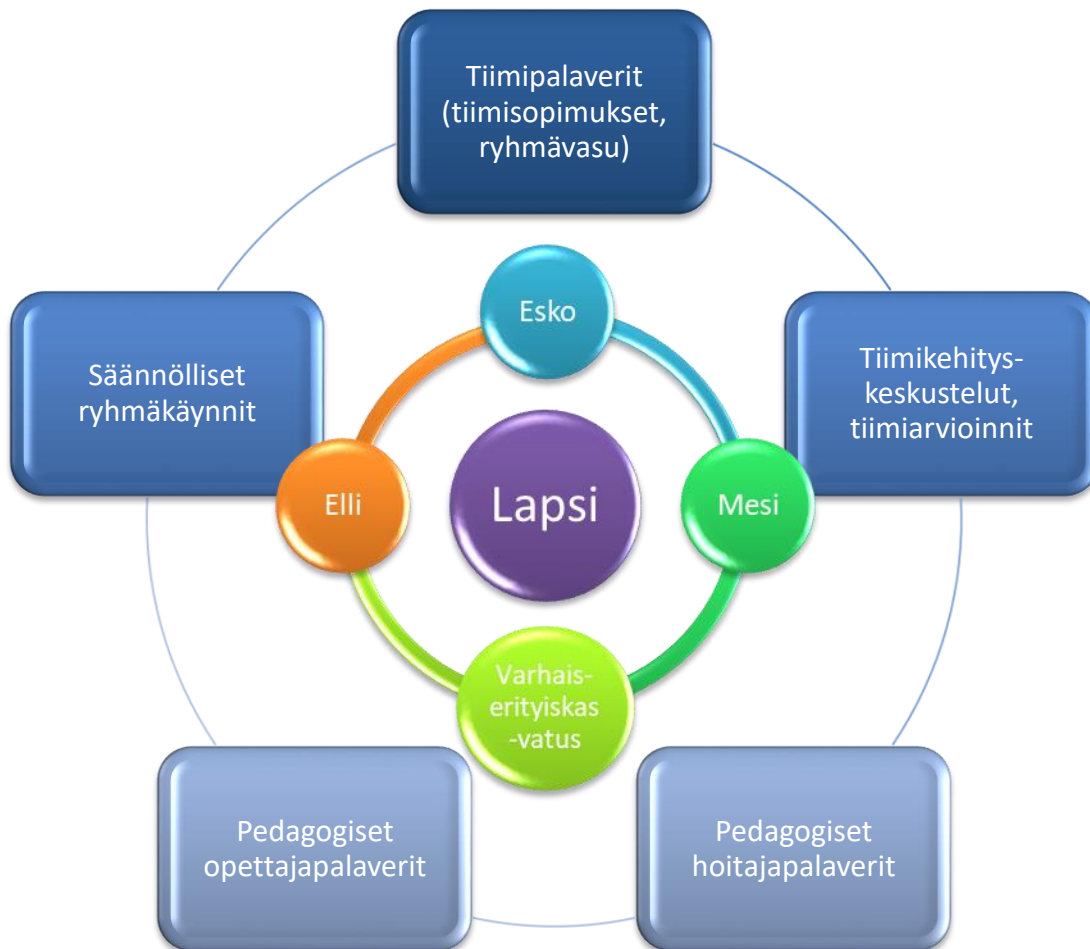 Tiimipalaverit
(tiimisopimukset,
ryhmävasu)
Esko
Säännölliset
ryhmäkäynnit
Tiimikehitys-
keskustelut,
tiimiarvioinnit
Elli
Lapsi
Mesi
Varhais-
erityiskas
-vatus
Pedagogiset
opettajapalaverit
Pedagogiset
hoitajapalaverit